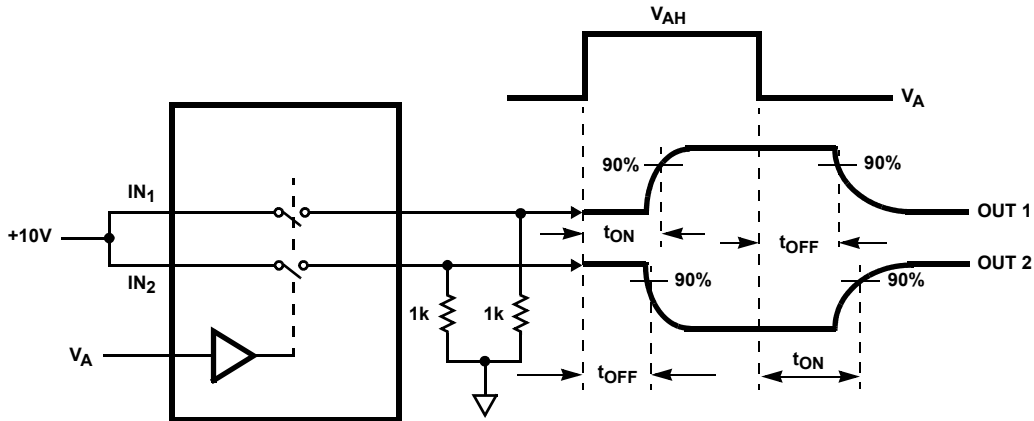 VAH
VA
90%
90%
IN1
+10V
OUT 1
tON
tOFF
IN2
OUT 2
90%
90%
1k
1k
VA
tOFF
tON